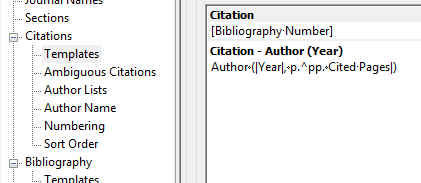 Journal Names
Sections
Citations
Templates
Ambiguous Citations
Author Lists
Author Name
Numbering
Sort Order
Bibliography
Templates
Citation
[Bibliography·Number]
Citation - Author (Year)
Author·(|Year|,·p.^pp.·Cited·Pages|)